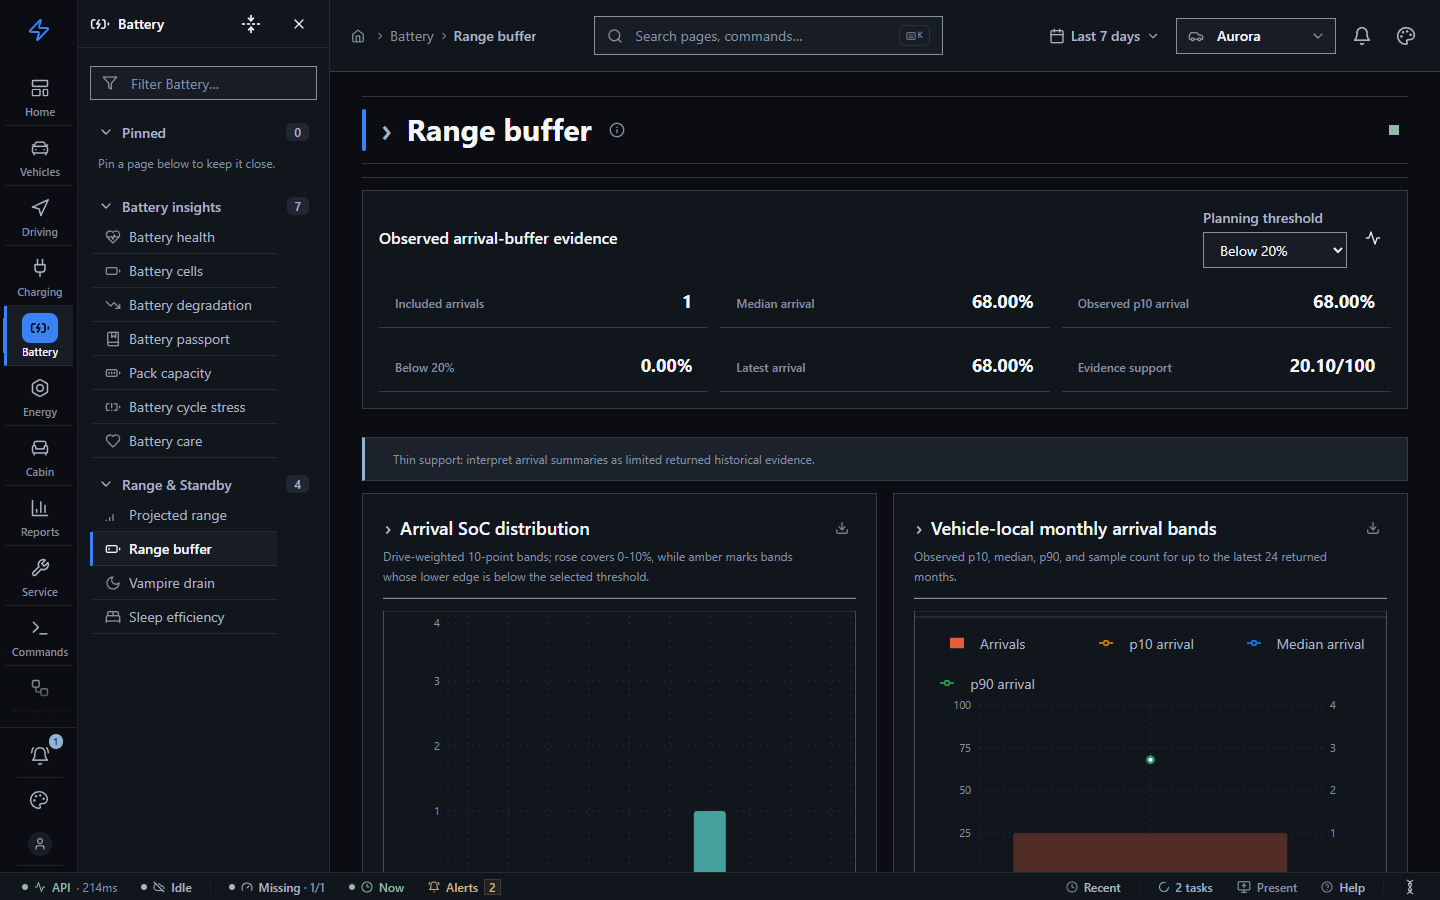 Battery
Battery
Range buffer
Search pages, commands...
K
Last 7 days
Aurora
Home
Vehicles
Driving
Charging
Battery
Energy
Cabin
Reports
Service
Commands
1
Filter Battery...
Pinned
0
Pin a page below to keep it close.
Battery insights
7
Battery health
Battery cells
Battery degradation
Battery passport
Pack capacity
Battery cycle stress
Battery care
Range & Standby
4
Projected range
Range buffer
Vampire drain
Sleep efficiency
Range buffer
Observed arrival-buffer evidence
Planning threshold
Below 20%
Included arrivals
1
Median arrival
68.00%
Observed p10 arrival
68.00%
Below 20%
0.00%
Latest arrival
68.00%
Evidence support
20.10/100
Thin support: interpret arrival summaries as limited returned historical evidence.
Arrival SoC distribution
Drive-weighted 10-point bands; rose covers 0-10%, while amber marks bands
whose lower edge is below the selected threshold.
4
3
2
1
Vehicle-local monthly arrival bands
Observed p10, median, p90, and sample count for up to the latest 24 returned
months.
Arrivals
p10 arrival
Median arrival
p90 arrival
100
75
50
25
4
3
2
1
API · 214ms
Idle
Missing · 1/1
Now
Alerts 2
Recent
2 tasks
Present
Help